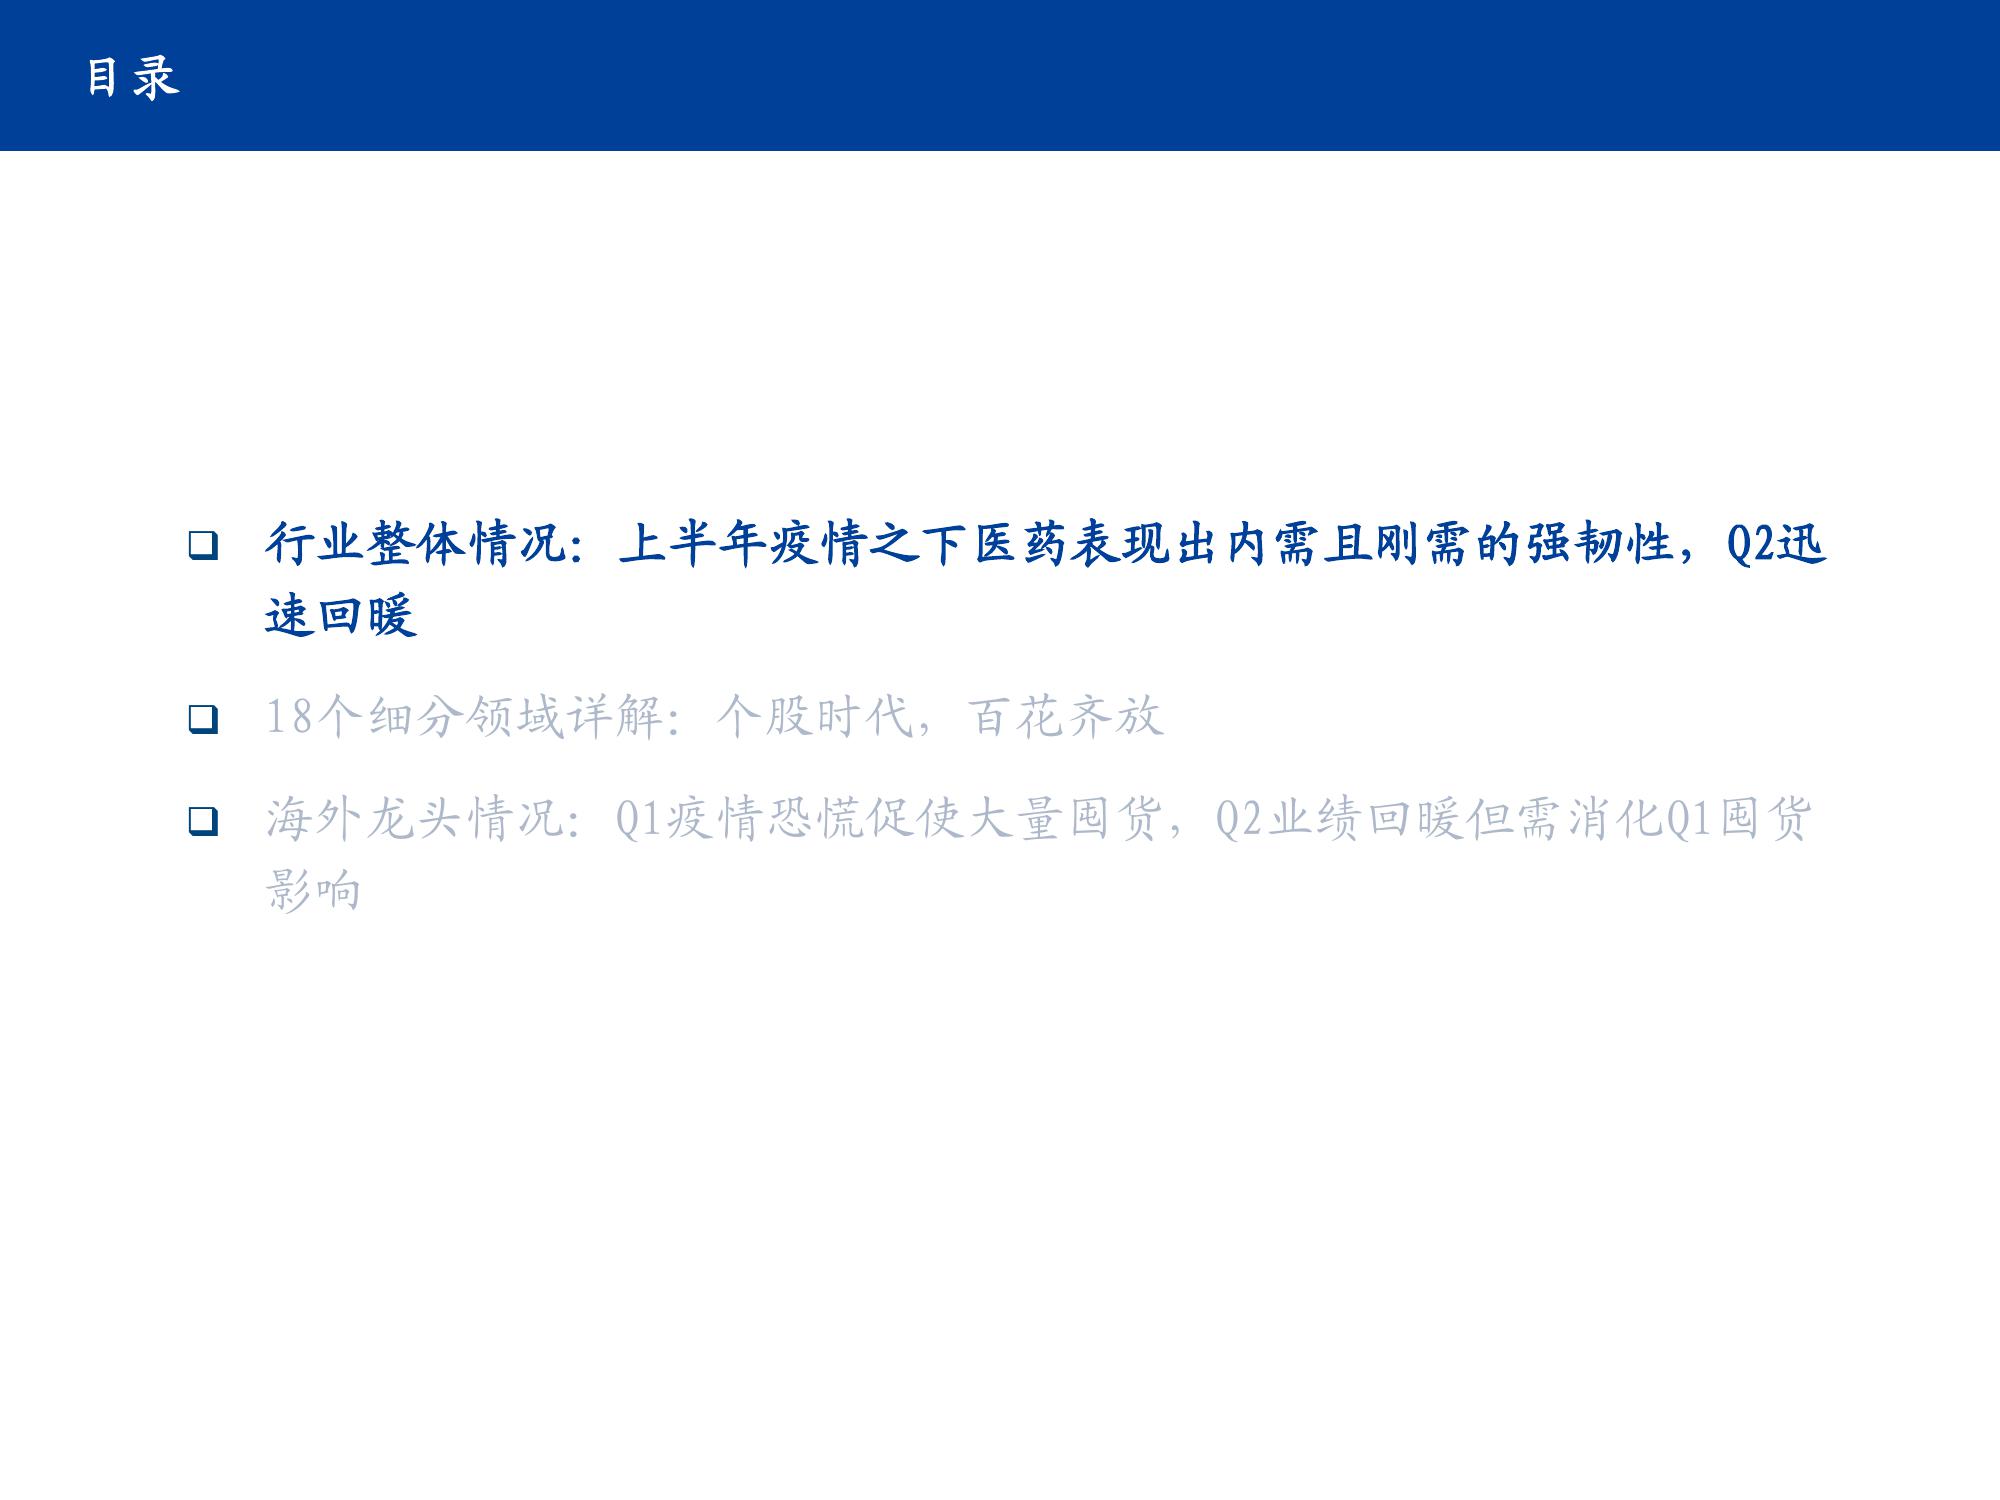 目录
行业整体情况：上半年疫情之下医药表现出内需且刚需的强韧性，Q2迅
速回暖
18个细分领域详解：个股时代，百花齐放
海外龙头情况：Q1疫情恐慌促使大量囤货，Q2业绩回暖但需消化Q1囤货
影响